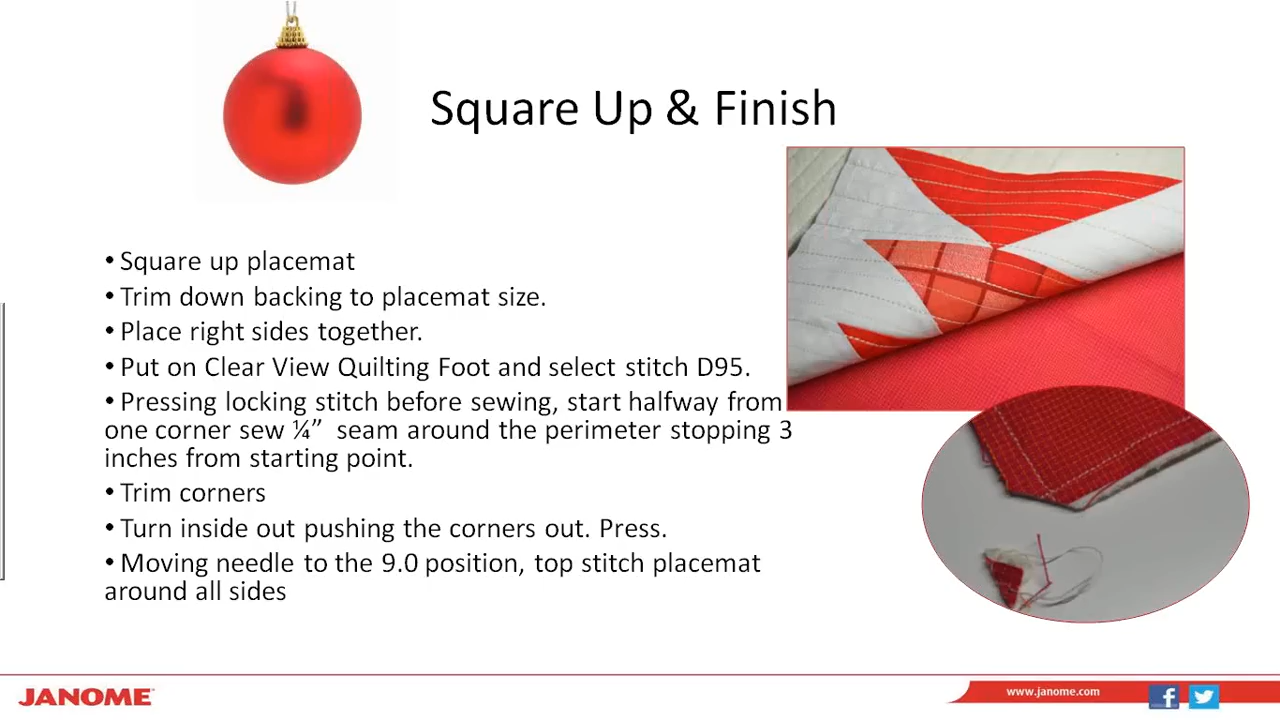 Square Up & Finish
• Square up placemat
• Trim down backing to placemat size.
• Place right sides together.
• Put on Clear View Quilting Foot and select stitch D95.
• Pressing locking stitch before sewing, start halfway from
one corner sew ¼”  seam around the perimeter stopping 3
inches from starting point.
• Trim corners
• Turn inside out pushing the corners out. Press.
• Moving needle to the 9.0 position, top stitch placemat
around all sides
JANOME
www.janome.com